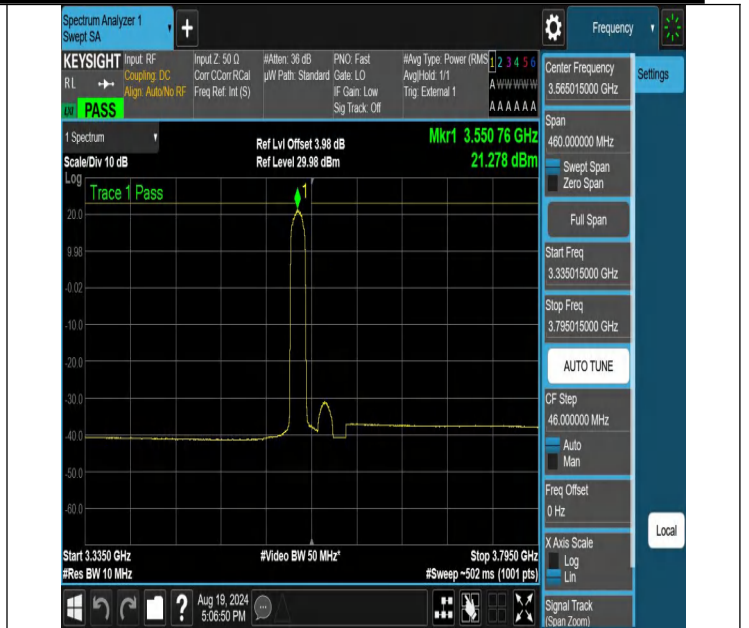 Spectrum Analyzer 1
Swept SA
+
Frequency
KEYSIGHT
RL
PASS
Input: RF
Coupling: DC
Align: Auto/No RF
Input Z: 50 Ω
Corr CCorr RCal
Freq Ref: Int (S)
#Atten: 36 dB
µW Path: Standard
PNO: Fast
Gate: LO
IF Gain: Low
Sig Track: Off
#Avg Type: Power (RMS
Avg|Hold: 1/1
Trig: External 1
1 2 3 4 5 6
A W W W W W
A A A A A A
1 Spectrum
Scale/Div 10 dB
Ref Lvl Offset 3.98 dB
Ref Level 29.98 dBm
Mkr1 3.550 76 GHz
21.278 dBm
Log
Trace 1 Pass
1
20.0
9.98
-0.02
-10.0
-20.0
-30.0
-40.0
-50.0
-60.0
Start 3.3350 GHz
#Res BW 10 MHz
#Video BW 50 MHz*
Stop 3.7950 GHz
#Sweep ~502 ms (1001 pts)
Aug 19, 2024
5:06:50 PM
?
Center Frequency
3.565015000 GHz
Settings
Span
460.000000 MHz
Swept Span
Zero Span
Full Span
Start Freq
3.335015000 GHz
Stop Freq
3.795015000 GHz
AUTO TUNE
CF Step
46.000000 MHz
Auto
Man
Freq Offset
0 Hz
X Axis Scale
Log
Lin
Local
Signal Track
(Span Zoom)